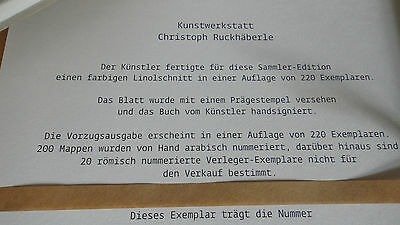 Kunstwerkstatt
Christoph Ruckhäberle
Der Künstler fertigte für diese Sammler-Edition
einen farbigen Linolschnitt in einer Auflage von 220 Exemplaren.
Das Blatt wurde mit einem Prägestempel versehen
und das Buch vom Künstler handsigniert.
Die Vorzugsausgabe erscheint in einer Auflage von 220 Exemplaren.
200 Mappen wurden von Hand arabisch nummeriert, darüber hinaus sind
20 römisch nummerierte Verleger-Exemplare nicht für
den Verkauf bestimmt.
Dieses Exemplar trägt die Nummer